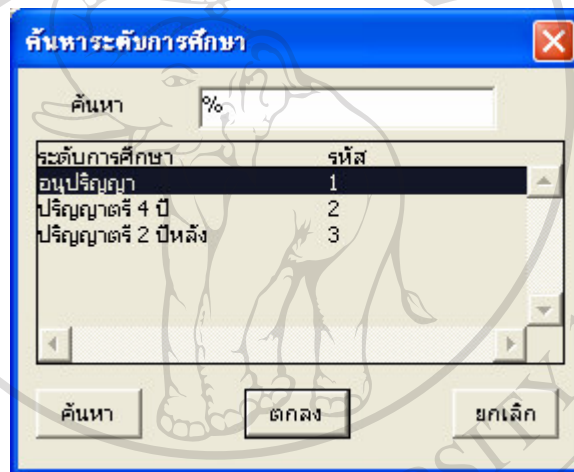 ค้นหาระดับการศึกษา
ค้นหา %
ระดับการศึกษา รหัส
อนุปริญญา 1
ปริญญาตรี 4 ปี 2
ปริญญาตรี 2 ปีหลัง 3
ค้นหา ตกลง ยกเลิก